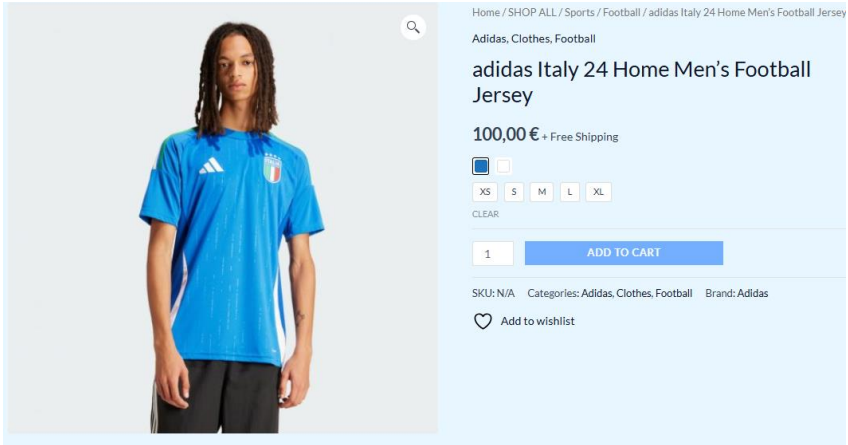 Home / SHOP ALL / Sports / Football / adidas Italy 24 Home Men's Football Jersey
Adidas, Clothes, Football
adidas Italy 24 Home Men’s Football
Jersey
100,00 € + Free Shipping
XS S M L XL
CLEAR
1 ADD TO CART
SKU: N/A Categories: Adidas, Clothes, Football Brand: Adidas
Add to wishlist
ITALIA